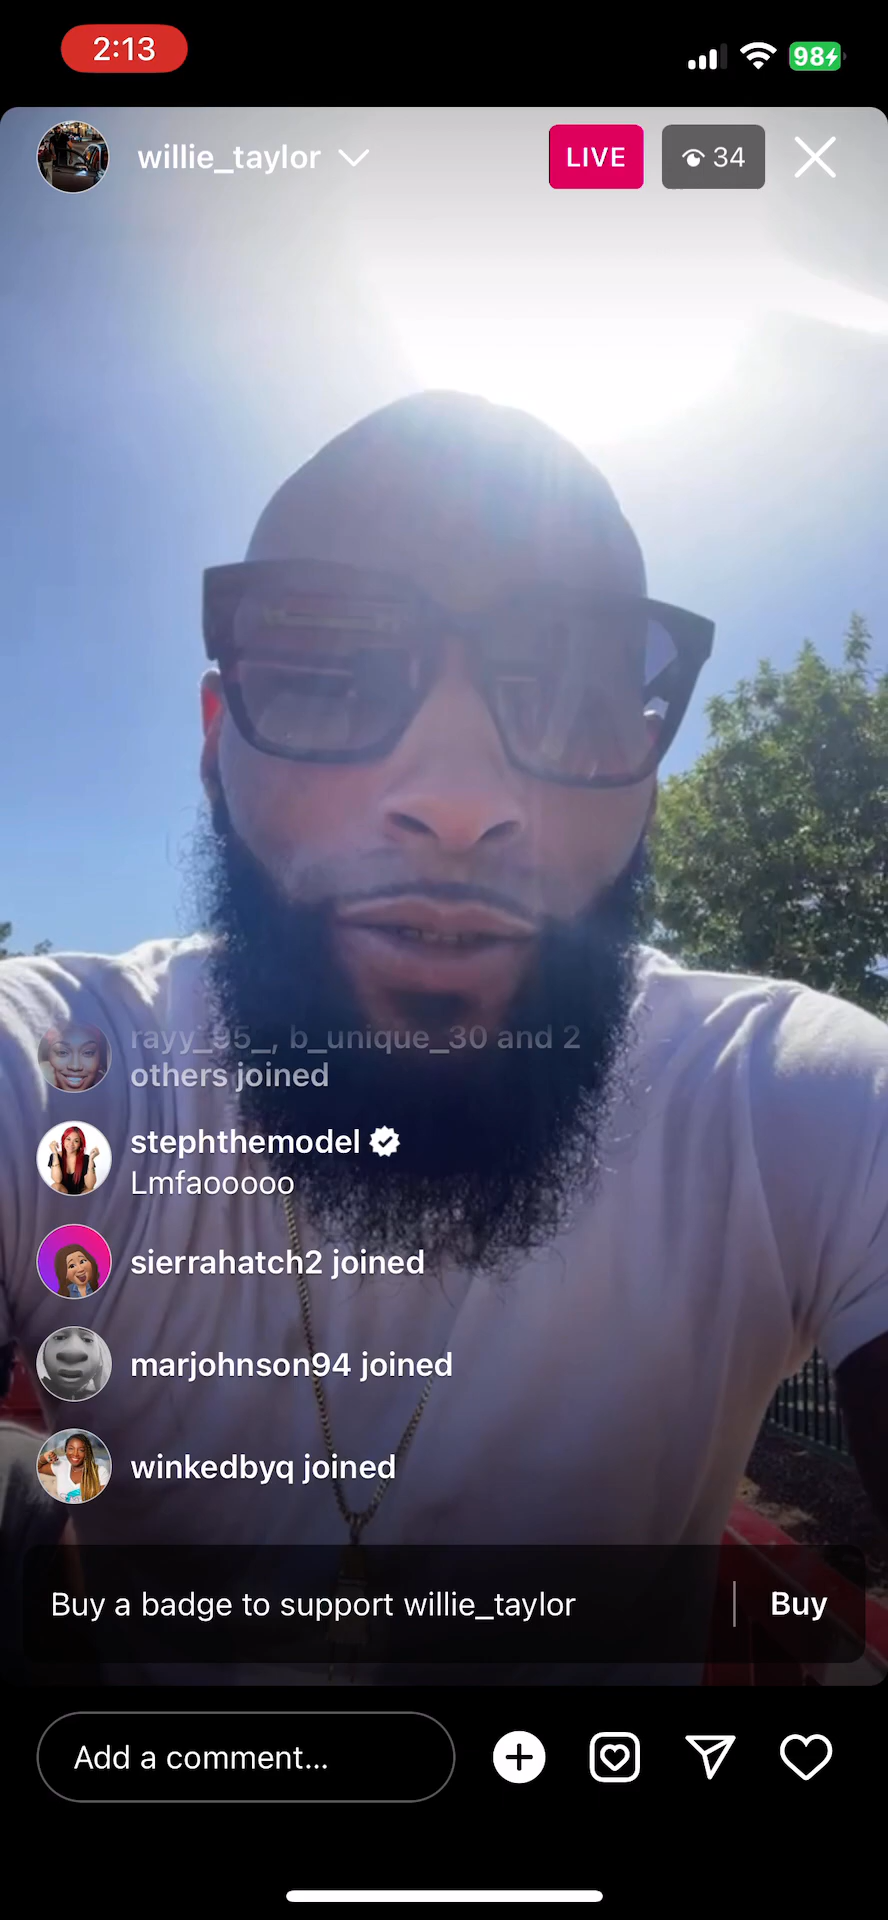 2:13
98
willie_taylor
LIVE
34
rayy_95_, b_unique_30 and 2
others joined
stephthemodel
Lmfaooooo
sierrahatch2 joined
marjohnson94 joined
winkedbyq joined
Buy a badge to support willie_taylor
Buy
Add a comment...